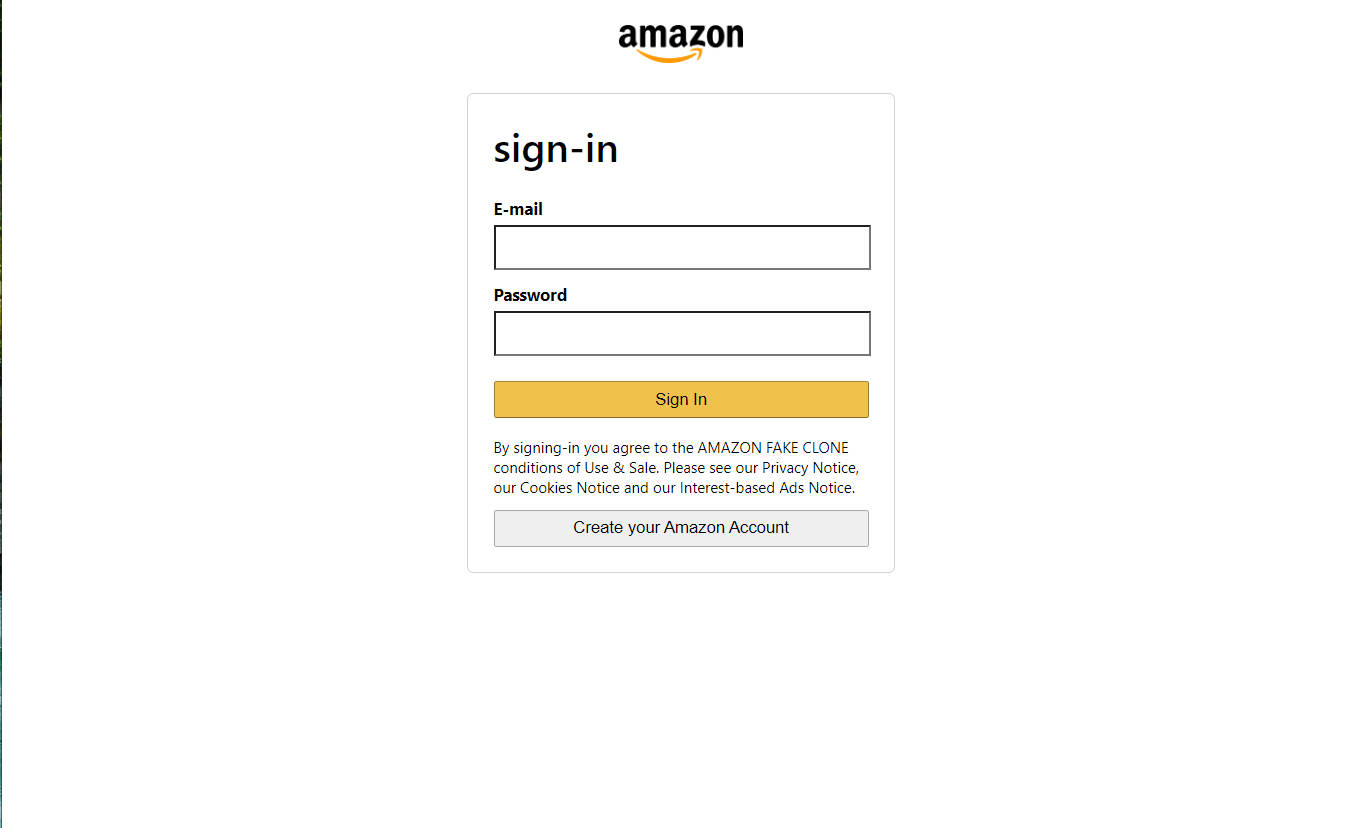 amazon
sign-in
E-mail
Password
Sign In
By signing-in you agree to the AMAZON FAKE CLONE
conditions of Use & Sale. Please see our Privacy Notice,
our Cookies Notice and our Interest-based Ads Notice.
Create your Amazon Account